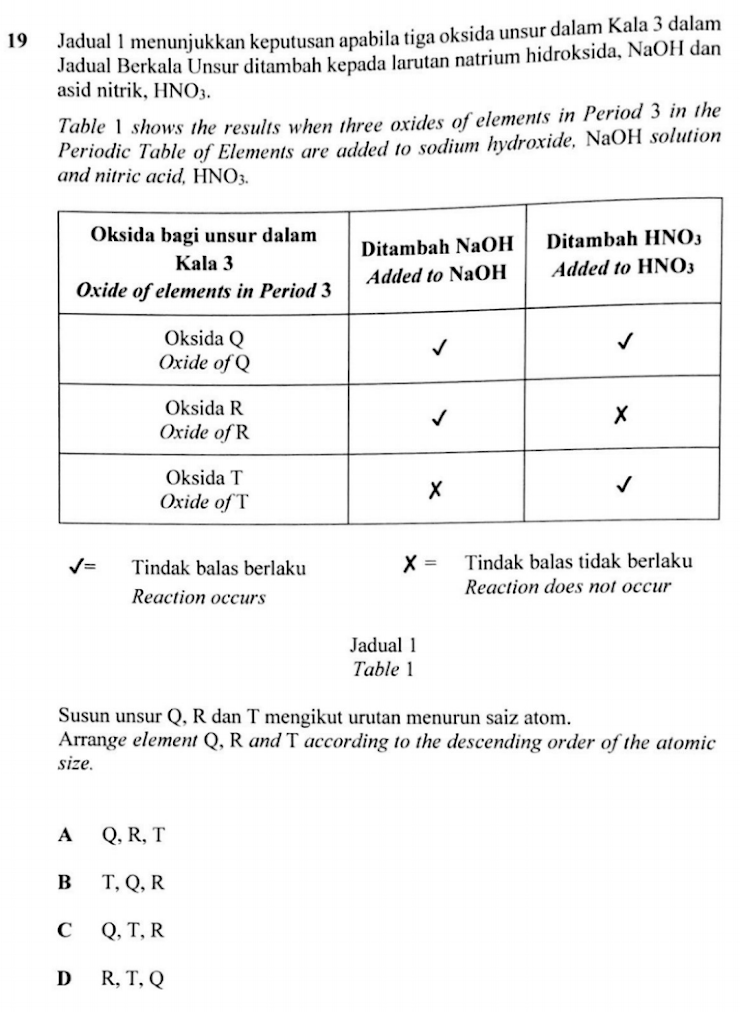 19 Jadual 1 menunjukkan keputusan apabila tiga oksida unsur dalam Kala 3 dalam
Jadual Berkala Unsur ditambah kepada larutan natrium hidroksida, NaOH dan
asid nitrik, HNO₃.
Table 1 shows the results when three oxides of elements in Period 3 in the
Periodic Table of Elements are added to sodium hydroxide, NaOH solution
and nitric acid, HNO₃.
Oksida bagi unsur dalam
Kala 3
Oxide of elements in Period 3
Ditambah NaOH
Added to NaOH
Ditambah HNO₃
Added to HNO₃
Oksida Q
Oxide of Q
✓
✓
Oksida R
Oxide of R
✓
✗
Oksida T
Oxide of T
✗
✓
✓= Tindak balas berlaku
Reaction occurs
✗ = Tindak balas tidak berlaku
Reaction does not occur
Jadual 1
Table 1
Susun unsur Q, R dan T mengikut urutan menurun saiz atom.
Arrange element Q, R and T according to the descending order of the atomic
size.
A Q, R, T
B T, Q, R
C Q, T, R
D R, T, Q